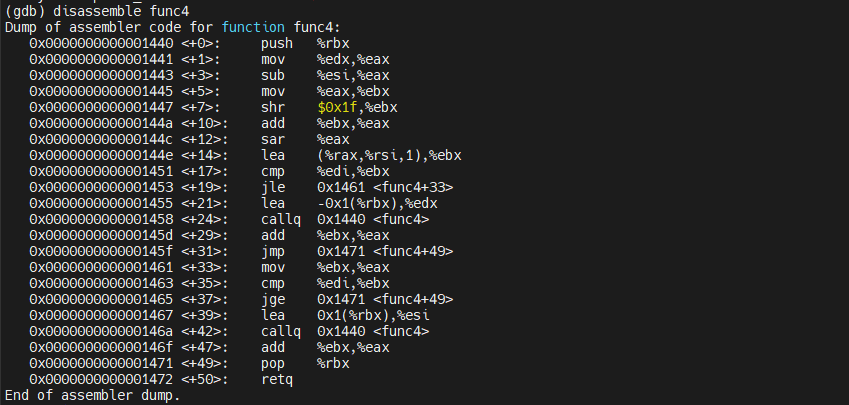 (gdb) disassemble func4
Dump of assembler code for function func4:
   0x0000000000001440 <+0>:     push   %rbx
   0x0000000000001441 <+1>:     mov    %edx,%eax
   0x0000000000001443 <+3>:     sub    %esi,%eax
   0x0000000000001445 <+5>:     mov    %eax,%ebx
   0x0000000000001447 <+7>:     shr    $0x1f,%ebx
   0x000000000000144a <+10>:    add    %ebx,%eax
   0x000000000000144c <+12>:    sar    %eax
   0x000000000000144e <+14>:    lea    (%rax,%rsi,1),%ebx
   0x0000000000001451 <+17>:    cmp    %edi,%ebx
   0x0000000000001453 <+19>:    jle    0x1461 <func4+33>
   0x0000000000001455 <+21>:    lea    -0x1(%rbx),%edx
   0x0000000000001458 <+24>:    callq  0x1440 <func4>
   0x000000000000145d <+29>:    add    %ebx,%eax
   0x000000000000145f <+31>:    jmp    0x1471 <func4+49>
   0x0000000000001461 <+33>:    mov    %ebx,%eax
   0x0000000000001463 <+35>:    cmp    %edi,%ebx
   0x0000000000001465 <+37>:    jge    0x1471 <func4+49>
   0x0000000000001467 <+39>:    lea    0x1(%rbx),%esi
   0x000000000000146a <+42>:    callq  0x1440 <func4>
   0x000000000000146f <+47>:    add    %ebx,%eax
   0x0000000000001471 <+49>:    pop    %rbx
   0x0000000000001472 <+50>:    retq
End of assembler dump.